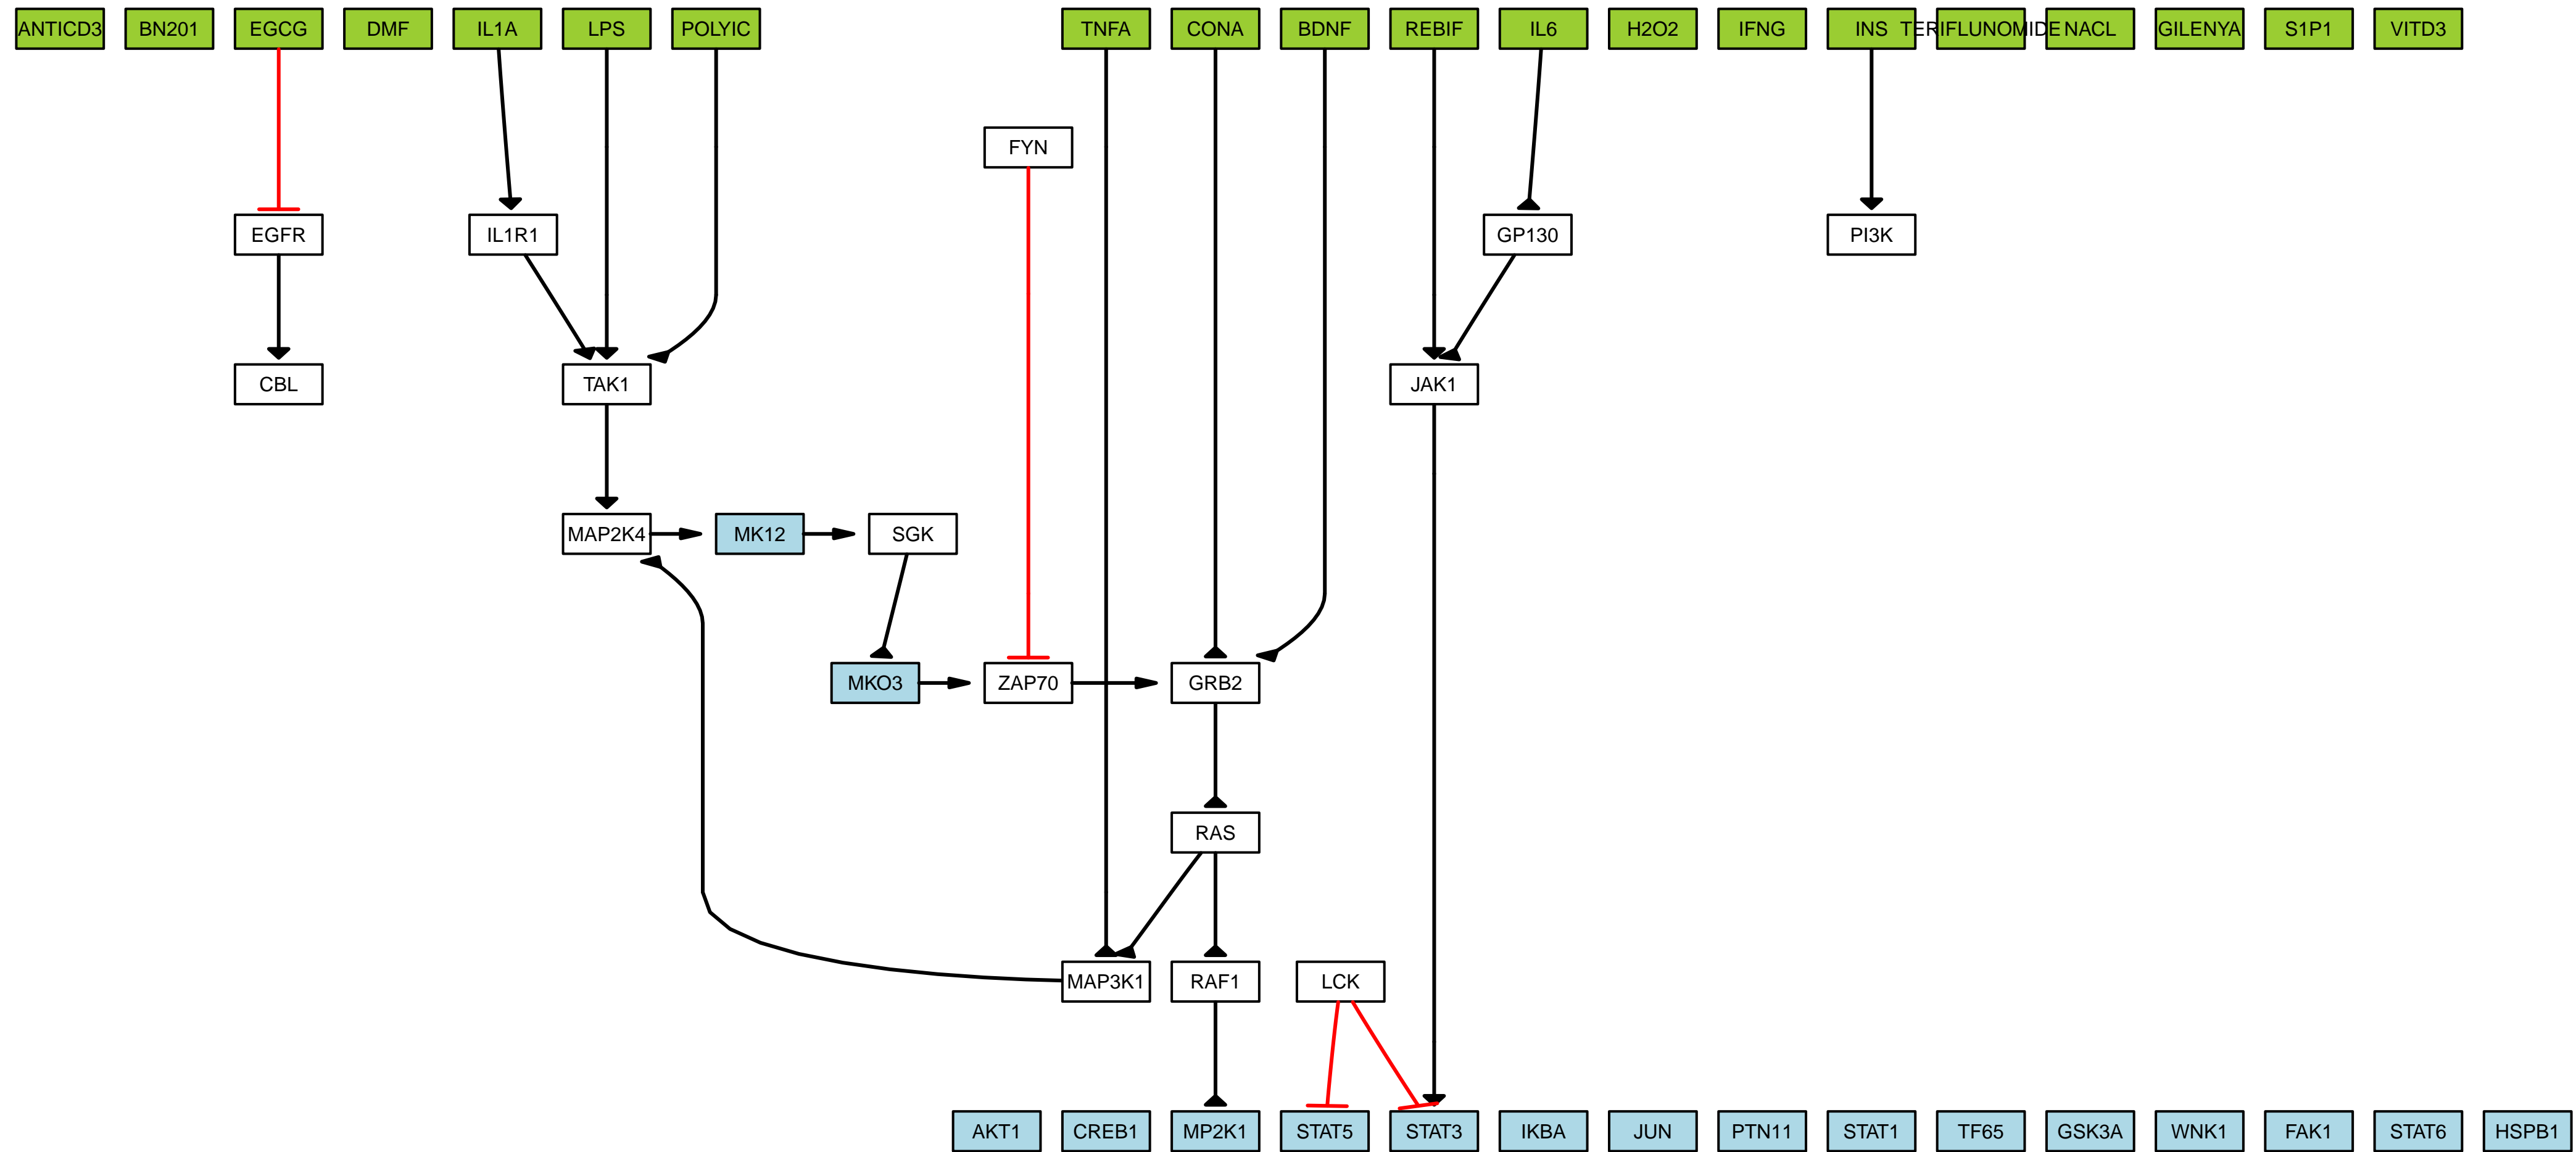 ANTICD3 BN201 EGCG DMF IL1A LPS POLYIC TNFA CONA BDNF REBIF IL6 H2O2 IFNG INS TERIFLUNOMIDE NACL GILENYA S1P1 VITD3
FYN
EGFR IL1R1 GP130 PI3K
CBL TAK1 JAK1
MAP2K4 MK12 SGK
MKO3 ZAP70 GRB2
RAS
MAP3K1 RAF1 LCK
AKT1 CREB1 MP2K1 STAT5 STAT3 IKBA JUN PTN11 STAT1 TF65 GSK3A WNK1 FAK1 STAT6 HSPB1